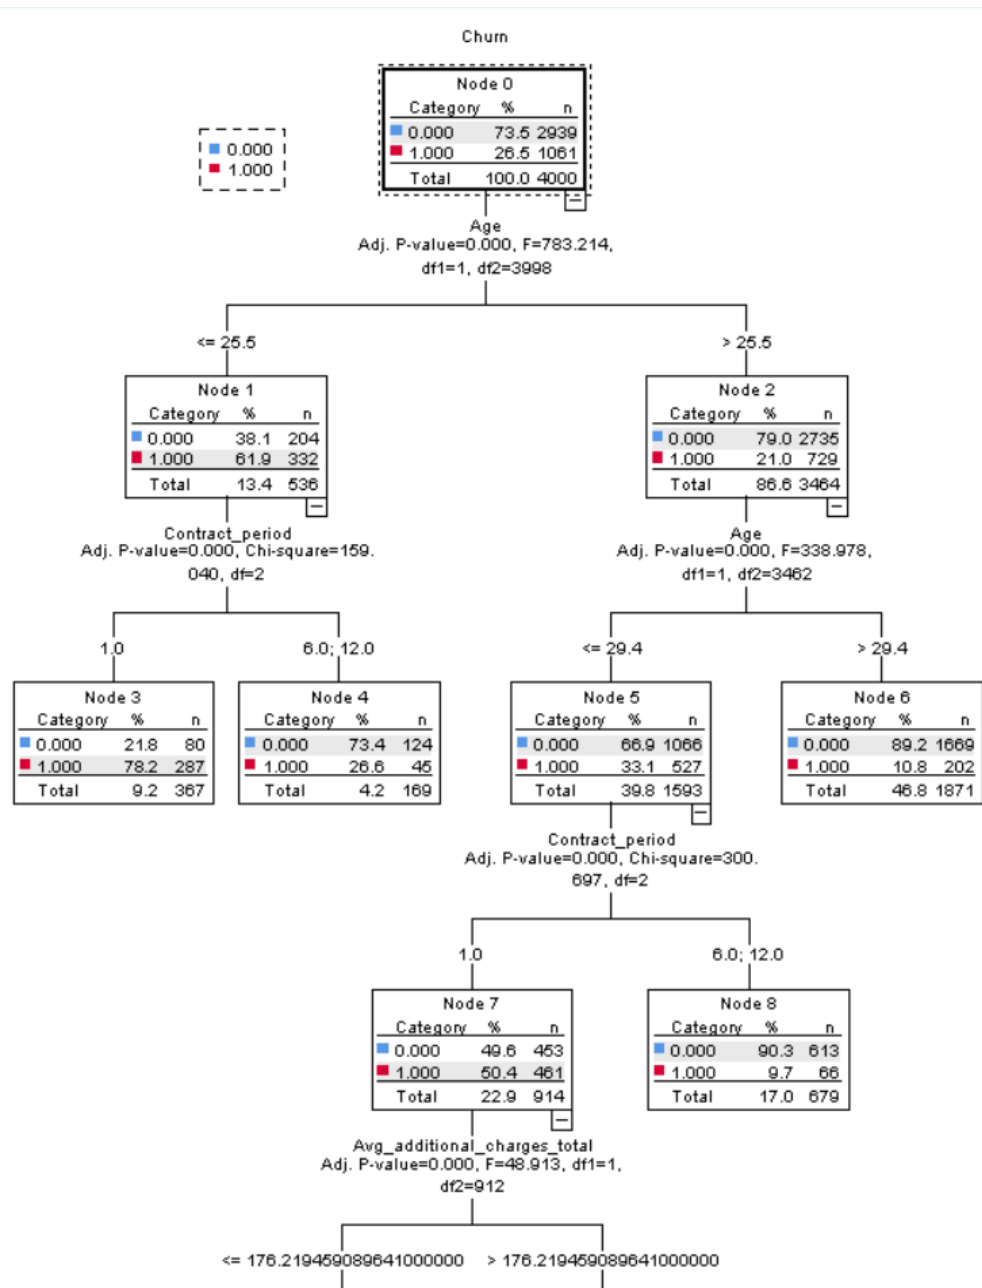 Churn
Node 0
Category % n
0.000 73.5 2939
1.000 26.5 1061
Total 100.0 4000
0.000
1.000
Age
Adj. P-value=0.000, F=783.214,
df1=1, df2=3998
<= 25.5
> 25.5
Node 1
Category % n
0.000 38.1 204
1.000 61.9 332
Total 13.4 536
Node 2
Category % n
0.000 79.0 2735
1.000 21.0 729
Total 86.6 3464
Contract_period
Adj. P-value=0.000, Chi-square=159.
040, df=2
Age
Adj. P-value=0.000, F=338.978,
df1=1, df2=3462
1.0
6.0; 12.0
<= 29.4
> 29.4
Node 3
Category % n
0.000 21.8 80
1.000 78.2 287
Total 9.2 367
Node 4
Category % n
0.000 73.4 124
1.000 26.6 45
Total 4.2 169
Node 5
Category % n
0.000 66.9 1066
1.000 33.1 527
Total 39.8 1593
Node 6
Category % n
0.000 89.2 1669
1.000 10.8 202
Total 46.8 1871
Contract_period
Adj. P-value=0.000, Chi-square=300.
697, df=2
1.0
6.0; 12.0
Node 7
Category % n
0.000 49.6 453
1.000 50.4 461
Total 22.9 914
Node 8
Category % n
0.000 90.3 613
1.000 9.7 66
Total 17.0 679
Avg_additional_charges_total
Adj. P-value=0.000, F=48.913, df1=1,
df2=912
<= 176.2194590896410000000
> 176.2194590896410000000